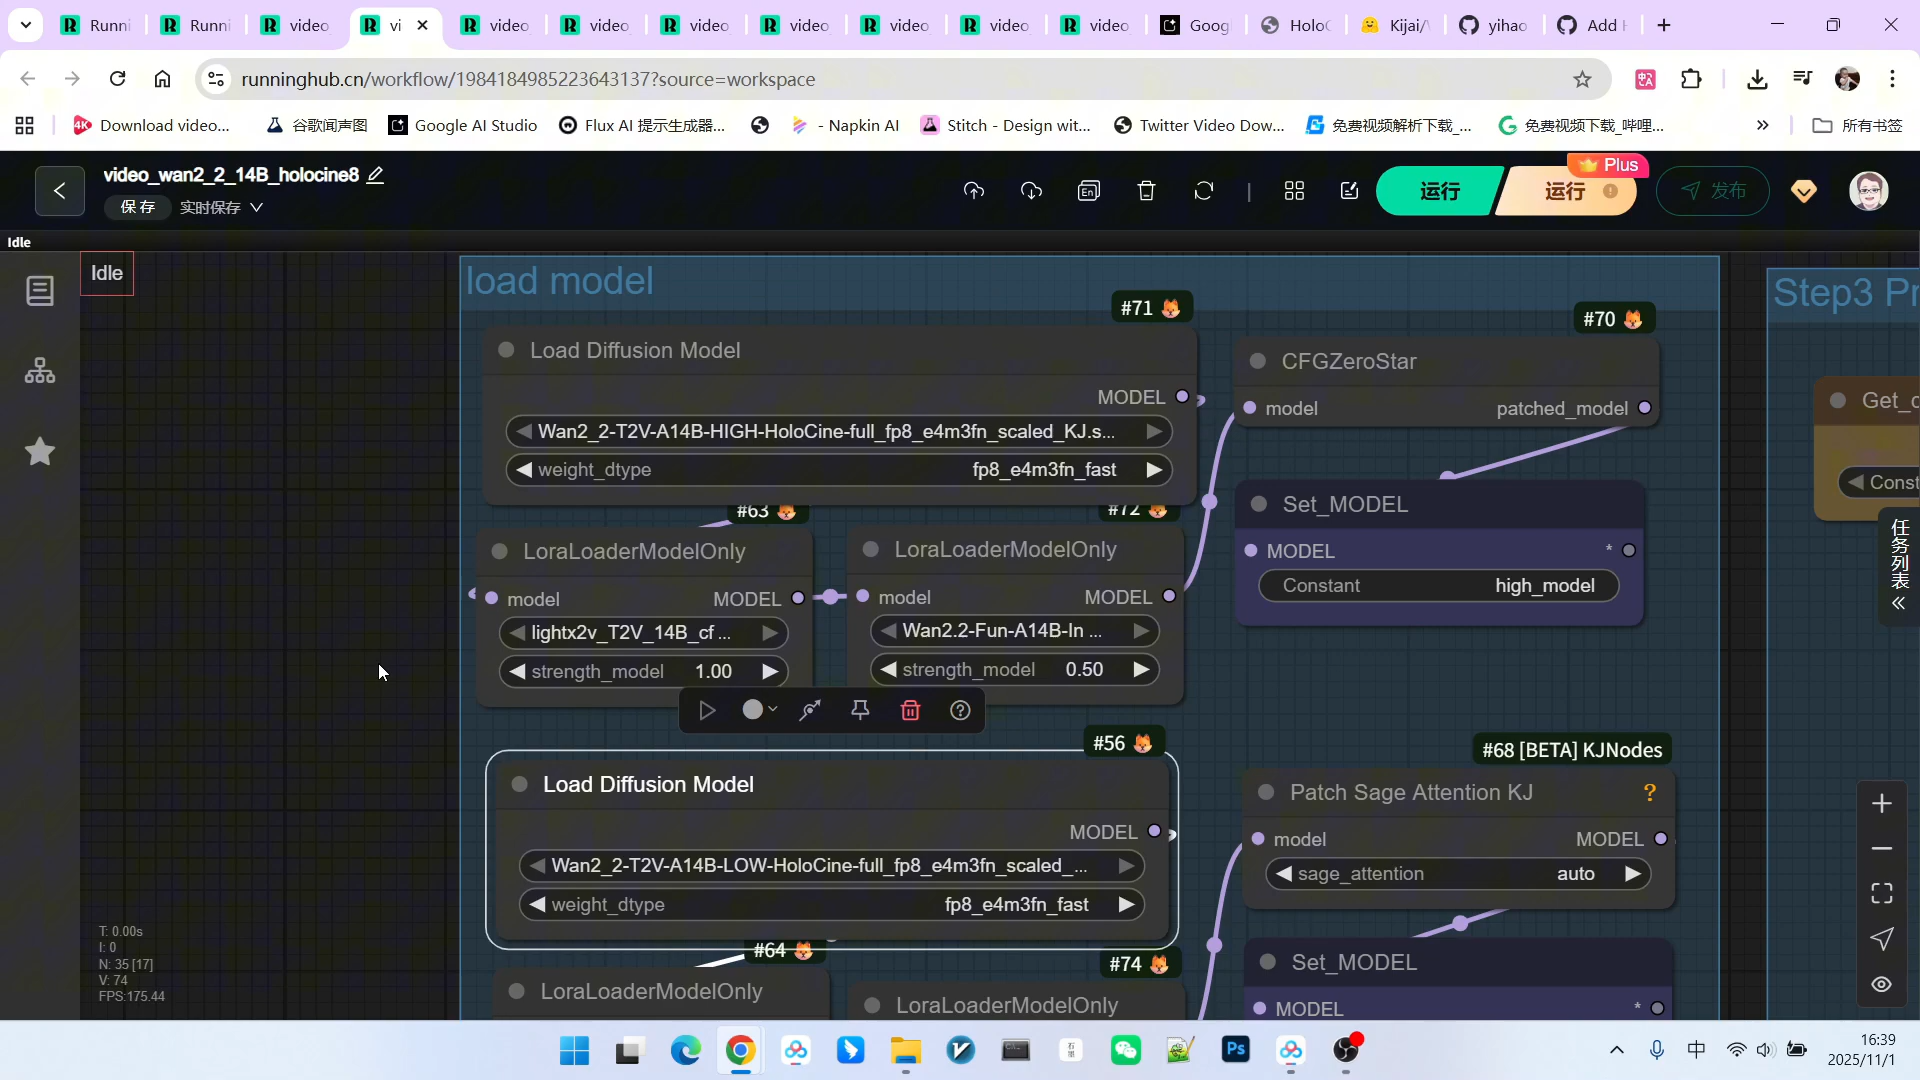 Runni
Runni
video
vi
video
video
video
video
video
video
video
Goog
HoloC
Kijai/
yihao
Add
runninghub.cn/workflow/1984184985223643137?source=workspace
Download video...
谷歌闻声图
Google AI Studio
Flux AI 提示生成器...
- Napkin AI
Stitch - Design wit...
Twitter Video Dow...
免费视频解析下载_...
免费视频下载_哔哩...
所有书签
video_wan2_2_14B_holocine8
保存
实时保存
En
运行
运行
Plus
发布
Idle
Idle
load model
Step3 Pr
#71
Load Diffusion Model
MODEL
Wan2_2-T2V-A14B-HIGH-HoloCine-full_fp8_e4m3fn_scaled_KJ.s...
weight_dtype
fp8_e4m3fn_fast
#70
CFGZeroStar
model
patched_model
Set_MODEL
MODEL
*
Constant
high_model
Get_c
Const
任务列表
#63
LoraLoaderModelOnly
model
MODEL
lightx2v_T2V_14B_cf ...
strength_model
1.00
#72
LoraLoaderModelOnly
model
MODEL
Wan2.2-Fun-A14B-In ...
strength_model
0.50
#56
Load Diffusion Model
MODEL
Wan2_2-T2V-A14B-LOW-HoloCine-full_fp8_e4m3fn_scaled_...
weight_dtype
fp8_e4m3fn_fast
#68 [BETA] KJNodes
Patch Sage Attention KJ
?
model
MODEL
sage_attention
auto
Set_MODEL
MODEL
*
#64
LoraLoaderModelOnly
#74
LoraLoaderModelOnly
T: 0.00s
I: 0
N: 35 [17]
V: 74
FPS:175.44
Ps
中
16:39
2025/11/1